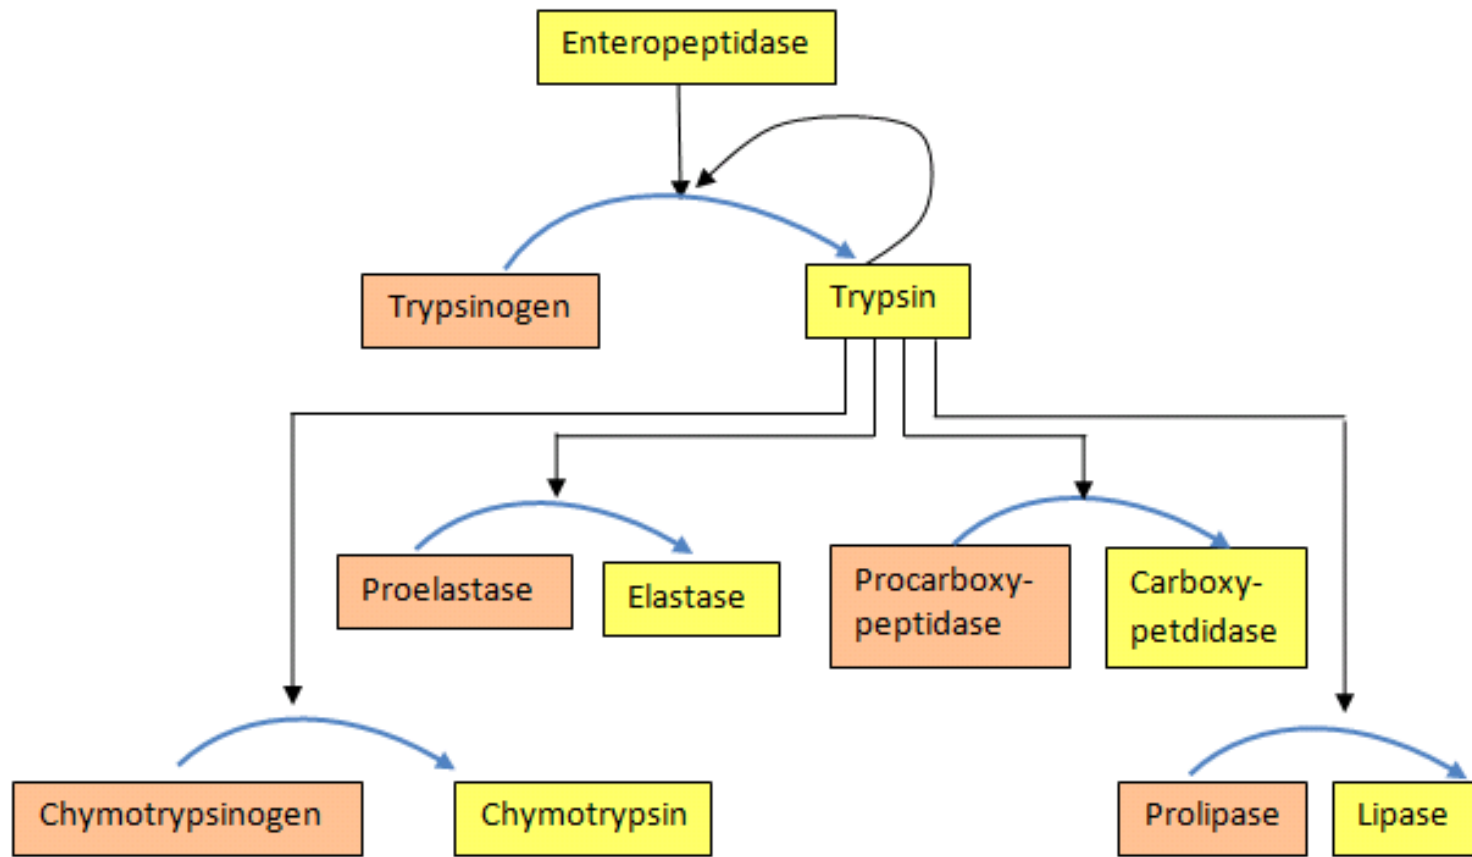 Enteropeptidase
Trypsinogen
Trypsin
Proelastase
Elastase
Procarboxy-
peptidase
Carboxy-
petdidase
Chymotrypsinogen
Chymotrypsin
Prolipase
Lipase